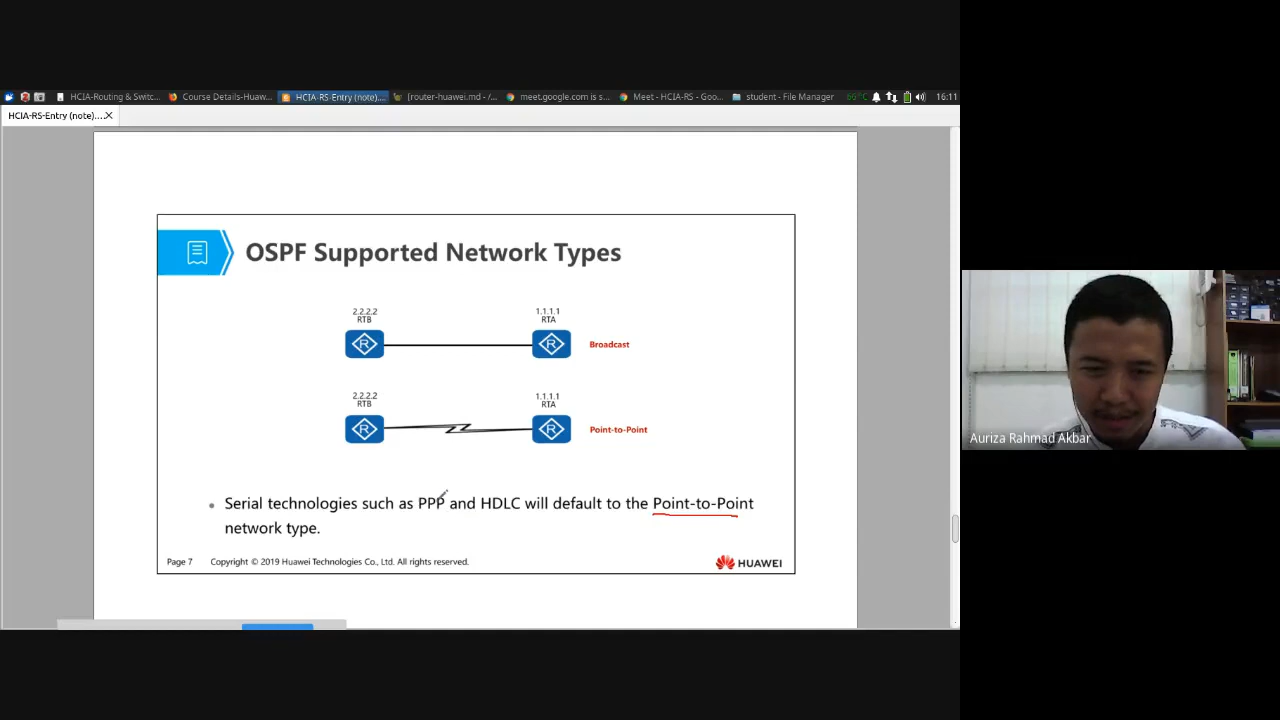 HCIA-Routing & Switc...
Course Details-Huaw...
HCIA-RS-Entry (note)....
[router-huawei.md - /...
meet.google.com is s...
Meet - HCIA-RS - Goo...
student - File Manager
16:11
HCIA-RS-Entry (note)....
OSPF Supported Network Types
2.2.2.2
RTB
1.1.1.1
RTA
R
R
Broadcast
2.2.2.2
RTB
1.1.1.1
RTA
R
R
Point-to-Point
Serial technologies such as PPP and HDLC will default to the Point-to-Point
network type.
Page 7
Copyright © 2019 Huawei Technologies Co., Ltd. All rights reserved.
HUAWEI
Auriza Rahmad Akbar